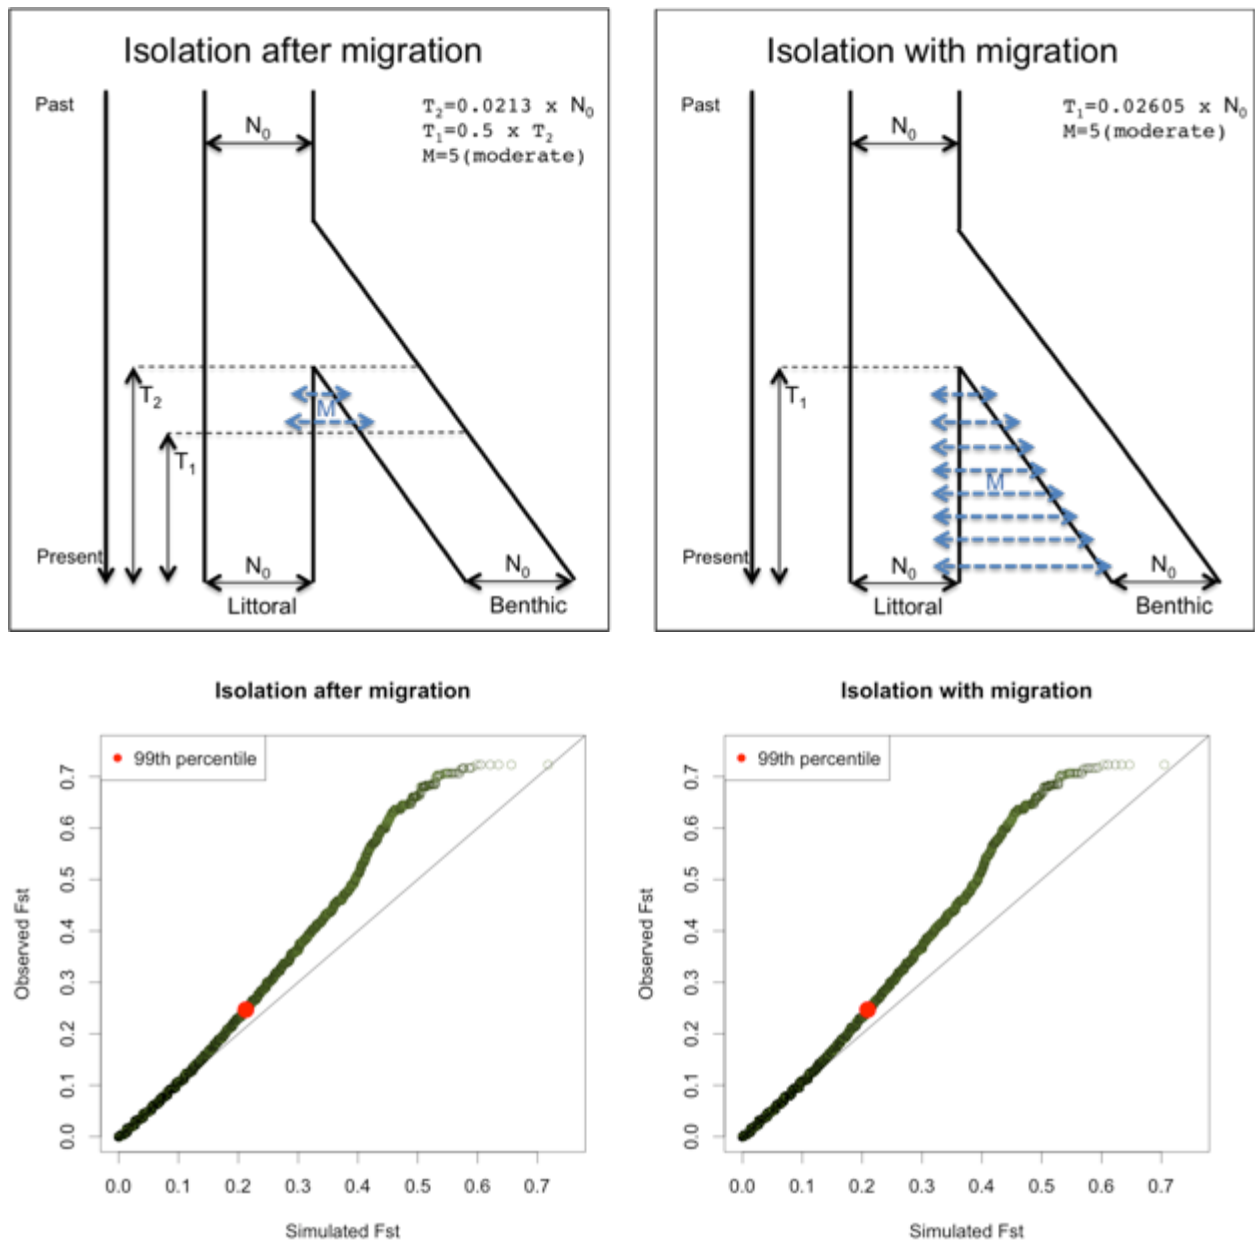 Isolation after migration
Past
T2=0.0213 x N0
T1=0.5 x T2
M=5(moderate)
N0
T2
M
T1
Present
N0
N0
Littoral
Benthic
Isolation with migration
T1=0.02605 x N0
M=5(moderate)
Past
N0
T1
M
Present
N0
N0
Littoral
Benthic
Isolation after migration
99th percentile
Observed Fst
0.7
0.6
0.5
0.4
0.3
0.2
0.1
0.0
0.0 0.1 0.2 0.3 0.4 0.5 0.6 0.7
Simulated Fst
Isolation with migration
99th percentile
Observed Fst
0.7
0.6
0.5
0.4
0.3
0.2
0.1
0.0
0.0 0.1 0.2 0.3 0.4 0.5 0.6 0.7
Simulated Fst